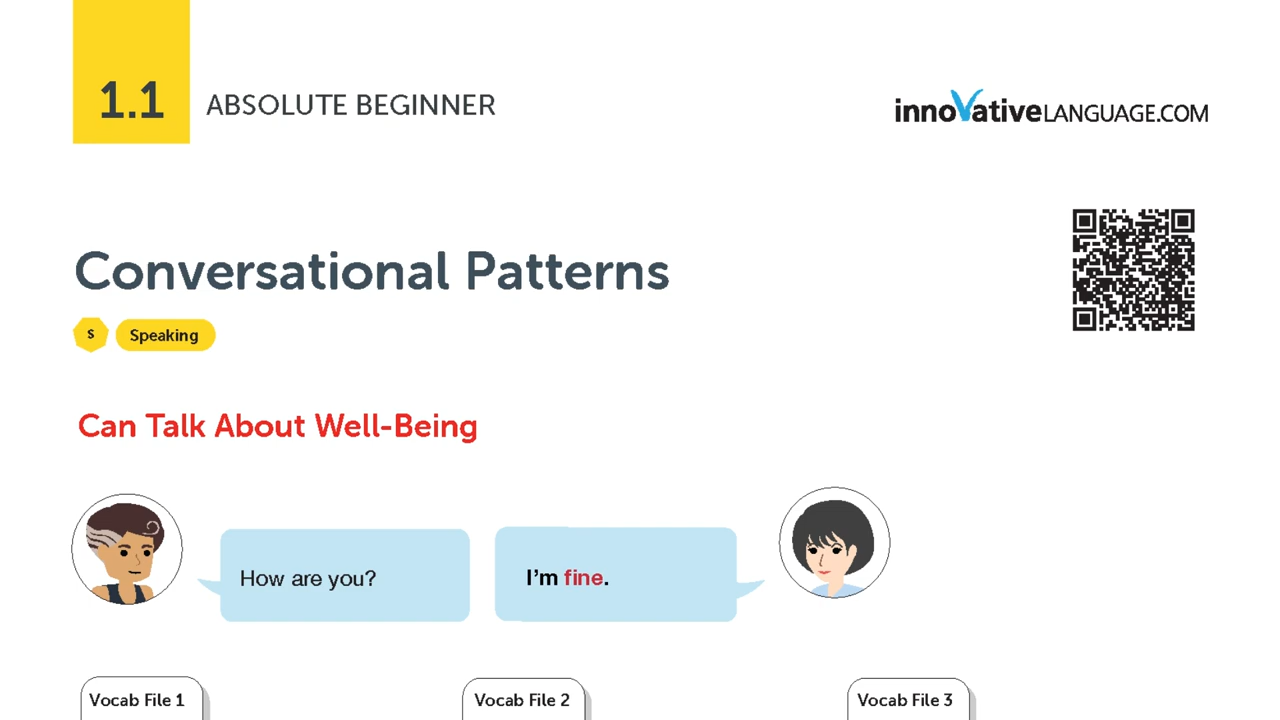 1.1
ABSOLUTE BEGINNER
innoVativeLANGUAGE.COM
Conversational Patterns
S
Speaking
Can Talk About Well-Being
How are you?
I'm fine.
Vocab File 1
Vocab File 2
Vocab File 3